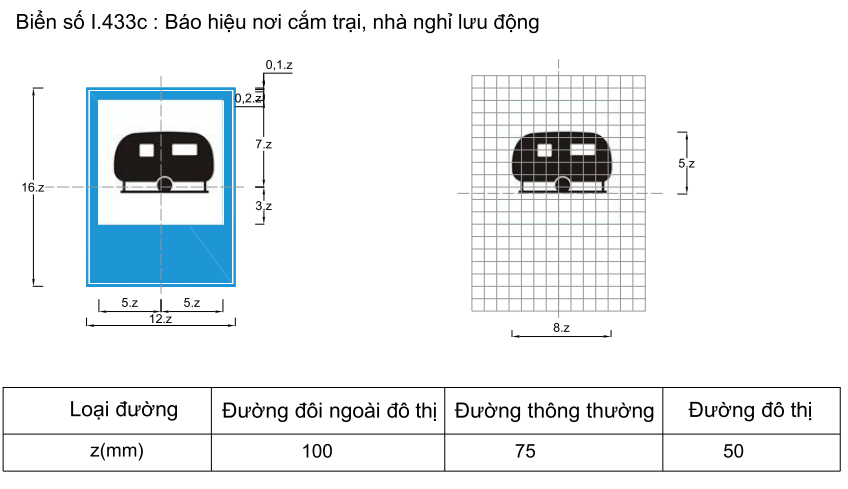 Biển số I.433c : Báo hiệu nơi cắm trại, nhà nghỉ lưu động
0,1.z
0,2.z
7.z
16.z
3.z
5.z 5.z
12.z
5.z
8.z
Loại đường Đường đôi ngoài đô thị Đường thông thường Đường đô thị
z(mm) 100 75 50